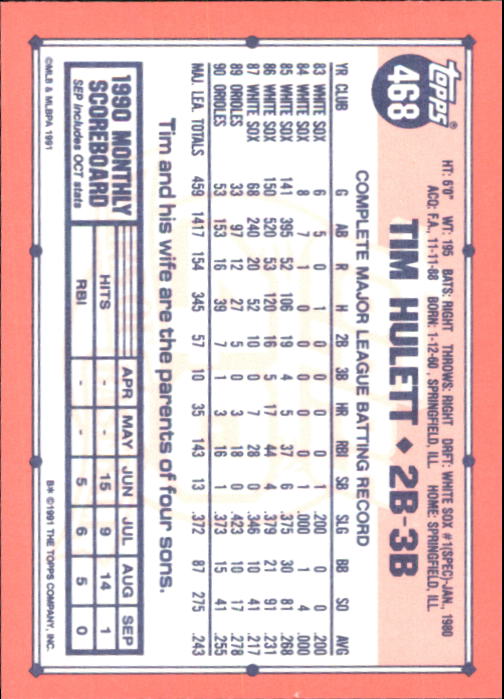 topps®
468
TIM HULETT ♦ 2B-3B
HT: 6'0" WT: 195 BATS: RIGHT THROWS: RIGHT DRFT: WHITE SOX #1(SPEC)-JAN., 1980
ACQ: F.A., 11-11-88 BORN: 1-12-60, SPRINGFIELD, ILL. HOME: SPRINGFIELD, ILL.
COMPLETE MAJOR LEAGUE BATTING RECORD
YR CLUB G AB R H 2B 3B HR RBI SB SLG BB SO AVG
83 WHITE SOX 6 5 0 1 0 0 0 0 1 .200 0 0 .200
84 WHITE SOX 8 7 1 0 0 0 0 0 1 .000 1 4 .000
85 WHITE SOX 141 395 52 106 19 4 5 37 6 .375 30 81 .268
86 WHITE SOX 150 520 53 120 16 5 17 44 4 .379 21 91 .231
87 WHITE SOX 68 240 20 52 10 0 7 28 0 .346 10 41 .217
89 ORIOLES 33 97 12 27 5 0 3 18 0 .423 10 17 .278
90 ORIOLES 53 153 16 39 7 1 3 16 1 .373 15 41 .255
MAJ. LEA. TOTALS 459 1417 154 345 57 10 35 143 13 .372 87 275 .243
Tim and his wife are the parents of four sons.
1990 MONTHLY
SCOREBOARD
SEP includes OCT stats
APR MAY JUN JUL AUG SEP
HITS - - 15 9 14 1
RBI - - 5 6 5 0
©MLB & MLBPA 1991 B* ©1991 THE TOPPS COMPANY, INC.